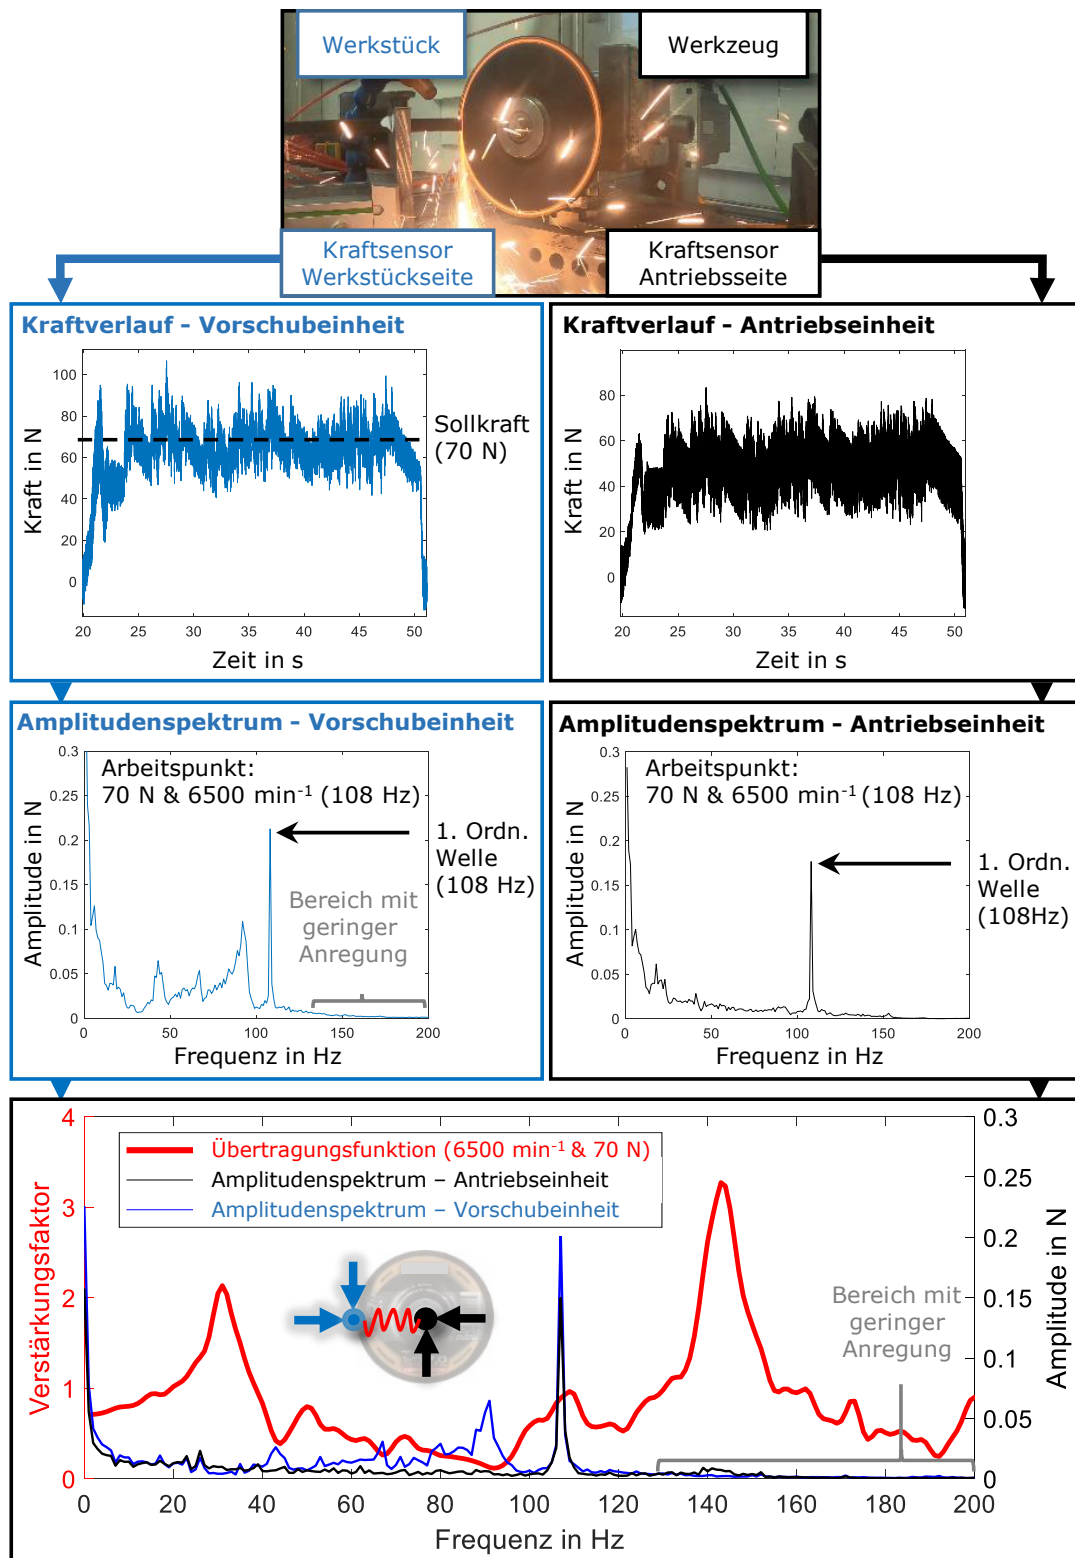 Werkstück
Werkzeug
Kraftsensor
Werkstückseite
Kraftsensor
Antriebsseite
Kraftverlauf - Vorschubeinheit
Kraft in N
100
80
60
40
20
0
20 25 30 35 40 45 50
Zeit in s
Sollkraft
(70 N)
Kraftverlauf - Antriebseinheit
Kraft in N
80
60
40
20
0
20 25 30 35 40 45 50
Zeit in s
Amplitudenspektrum - Vorschubeinheit
Amplitude in N
0.3
0.25
0.2
0.15
0.1
0.05
0
0 50 100 150 200
Frequenz in Hz
Arbeitspunkt:
70 N & 6500 min⁻¹ (108 Hz)
1. Ordn.
Welle
(108 Hz)
Bereich mit
geringer
Anregung
Amplitudenspektrum - Antriebseinheit
Amplitude in N
0.3
0.25
0.2
0.15
0.1
0.05
0
0 50 100 150 200
Frequenz in Hz
Arbeitspunkt:
70 N & 6500 min⁻¹ (108 Hz)
1. Ordn.
Welle
(108Hz)
Verstärkungsfaktor
4
3
2
1
0
Übertragungsfunktion (6500 min⁻¹ & 70 N)
Amplitudenspektrum – Antriebseinheit
Amplitudenspektrum – Vorschubeinheit
Bereich mit
geringer
Anregung
0.3
0.25
0.2
0.15
0.1
0.05
0
Amplitude in N
0 20 40 60 80 100 120 140 160 180 200
Frequenz in Hz